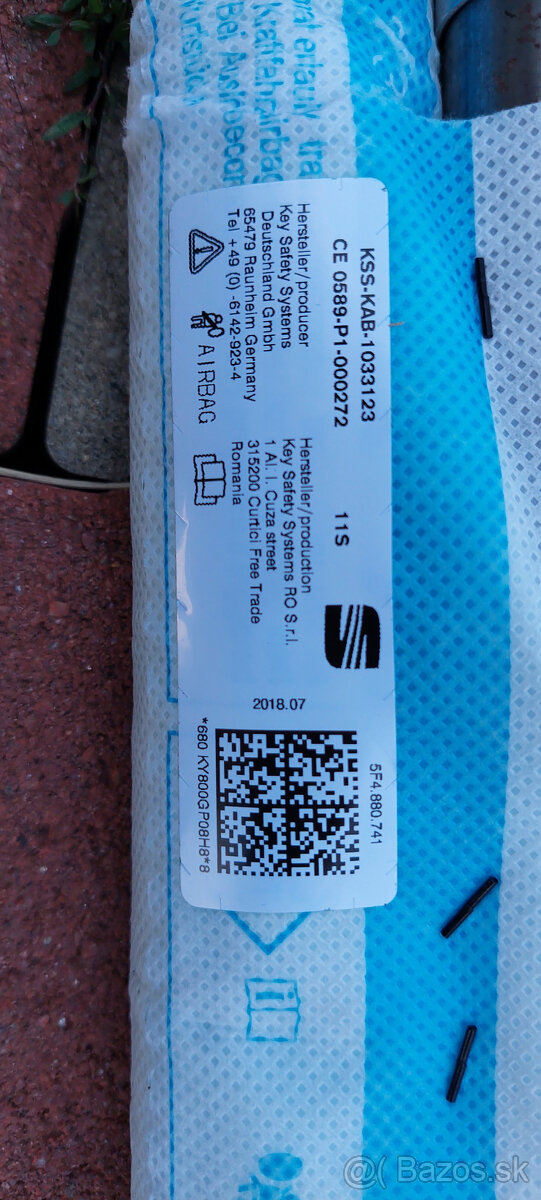 KSS-KAB-1033123
CE 0589-P1-000272
11S
Hersteller/producer
Key Safety Systems
Deutschland Gmbh
65479 Raunheim Germany
Tel + 49 (0) -6142-923-4
AIRBAG
Hersteller/production
Key Safety Systems RO S.r.l.
1 Al. I. Cuza street
315200 Curtici Free Trade
Romania
2018.07
5F4.880.741
*680 KY800GP08H8*8
Kraftfahrzeug
Bei
@( Bazos.sk